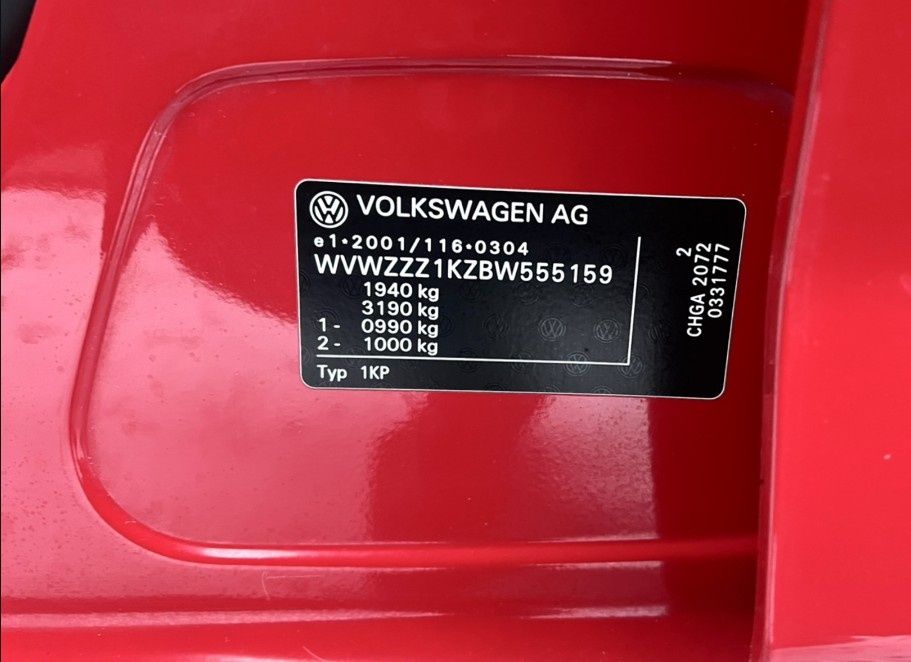 VOLKSWAGEN AG
e1*2001/116*0304
WVWZZZ1KZBW555159
1940 kg
3190 kg
1- 0990 kg
2- 1000 kg
Typ 1KP
2
CHGA 2072
0331777